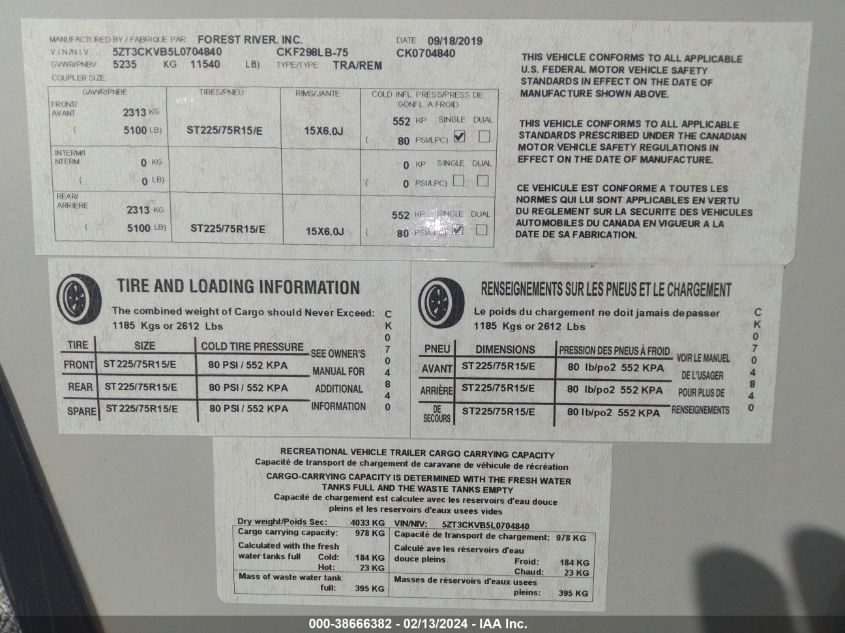 MANUFACTURED BY / FABRIQUE PAR FOREST RIVER, INC. DATE 09/18/2019
VIN/NIV 5ZT3CKVB5L0704840 CKF298LB-75 CK0704840
GVWR/PNBV 5235 KG 11540 LB) TYPE/TYPE TRA/REM
COUPLER SIZE
GAWR/PNBE TIRES/PNEU RIMS/JANTE COLD INFL PRESS/PRESS DE GONFL A FROID
FRONT/ AVANT 2313 KG 552 KP SINGLE DUAL
( 5100 LB) ST225/75R15/E 15X6.0J ( 80 PSI/LPC)
INTERM/I NTERM 0 KG 0 KP SINGLE DUAL
( 0 LB) ( 0 PSI/LPC)
REAR/ ARRIERE 2313 KG 552 KP SINGLE DUAL
( 5100 LB) ST225/75R15/E 15X6.0J ( 80 PSI/LPC)
THIS VEHICLE CONFORMS TO ALL APPLICABLE
U.S. FEDERAL MOTOR VEHICLE SAFETY
STANDARDS IN EFFECT ON THE DATE OF
MANUFACTURE SHOWN ABOVE.
THIS VEHICLE CONFORMS TO ALL APPLICABLE
STANDARDS PRESCRIBED UNDER THE CANADIAN
MOTOR VEHICLE SAFETY REGULATIONS IN
EFFECT ON THE DATE OF MANUFACTURE.
CE VEHICULE EST CONFORME A TOUTES LES
NORMES QUI LUI SONT APPLICABLES EN VERTU
DU REGLEMENT SUR LA SECURITE DES VEHICULES
AUTOMOBILES DU CANADA EN VIGUEUR A LA
DATE DE SA FABRICATION.
TIRE AND LOADING INFORMATION
The combined weight of Cargo should Never Exceed:
1185 Kgs or 2612 Lbs
TIRE SIZE COLD TIRE PRESSURE
FRONT ST225/75R15/E 80 PSI / 552 KPA
REAR ST225/75R15/E 80 PSI / 552 KPA
SPARE ST225/75R15/E 80 PSI / 552 KPA
SEE OWNER'S
MANUAL FOR
ADDITIONAL
INFORMATION
CK0704840
RENSEIGNEMENTS SUR LES PNEUS ET LE CHARGEMENT
Le poids du chargement ne doit jamais depasser
1185 Kgs or 2612 Lbs
PNEU DIMENSIONS PRESSION DES PNEUS À FROID
AVANT ST225/75R15/E 80 lb/po2 552 KPA
ARRIÈRE ST225/75R15/E 80 lb/po2 552 KPA
DE SECOURS ST225/75R15/E 80 lb/po2 552 KPA
VOIR LE MANUEL
DE L'USAGER
POUR PLUS DE
RENSEIGNEMENTS
CK0704840
RECREATIONAL VEHICLE TRAILER CARGO CARRYING CAPACITY
Capacité de transport de chargement de caravane de véhicule de récréation
CARGO-CARRYING CAPACITY IS DETERMINED WITH THE FRESH WATER
TANKS FULL AND THE WASTE TANKS EMPTY
Capacité de chargement est calculee avec les reservoirs d'eau douce
pleins et les reservoirs d'eaux usees vides
Dry weight/Poids Sec: 4033 KG VIN/NIV: 5ZT3CKVB5L0704840
Cargo carrying capacity: 978 KG Capacité de transport de chargement: 978 KG
Calculated with the fresh Calculé ave les rèservoirs d'eau
water tanks full Cold: 184 KG douce pleins Froid: 184 KG
Hot: 23 KG Chaud: 23 KG
Mass of waste water tank Masses de rèservoirs d'eaux usées
full: 395 KG pleins: 395 KG
000-38666382 - 02/13/2024 - IAA Inc.